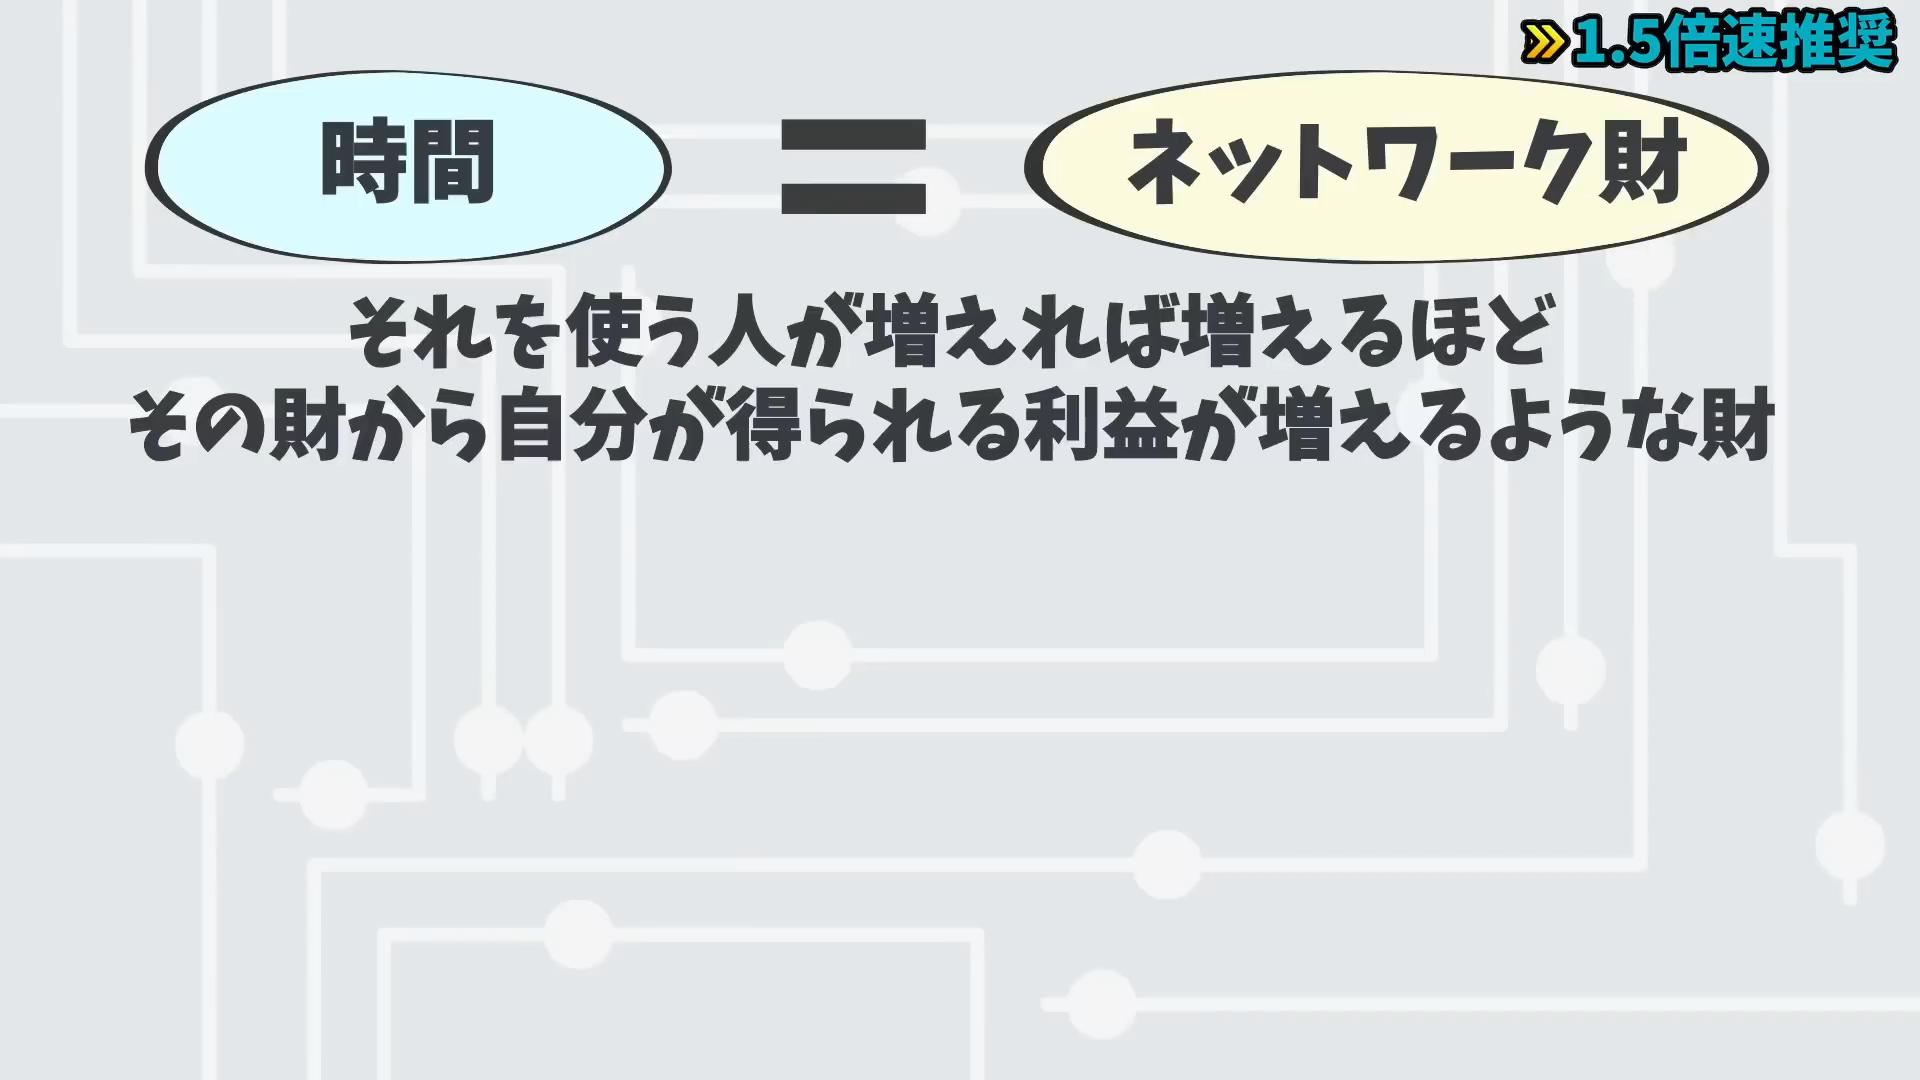 1.5倍速推奨
時間 = ネットワーク財
それを使う人が増えれば増えるほど
その財から自分が得られる利益が増えるような財